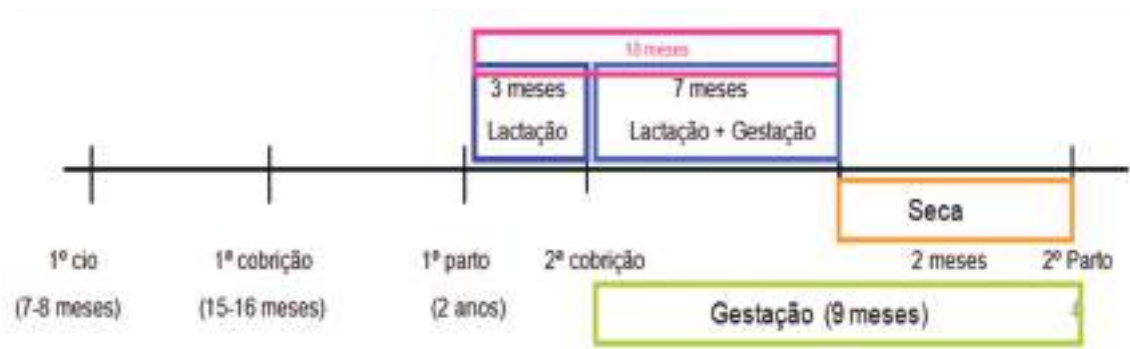 10 meses
3 meses
Lactação
7 meses
Lactação + Gestação
Seca
1º cio
(7-8 meses)
1ª cobrição
(15-16 meses)
1º parto
(2 anos)
2ª cobrição
2 meses
2º Parto
Gestação (9 meses)